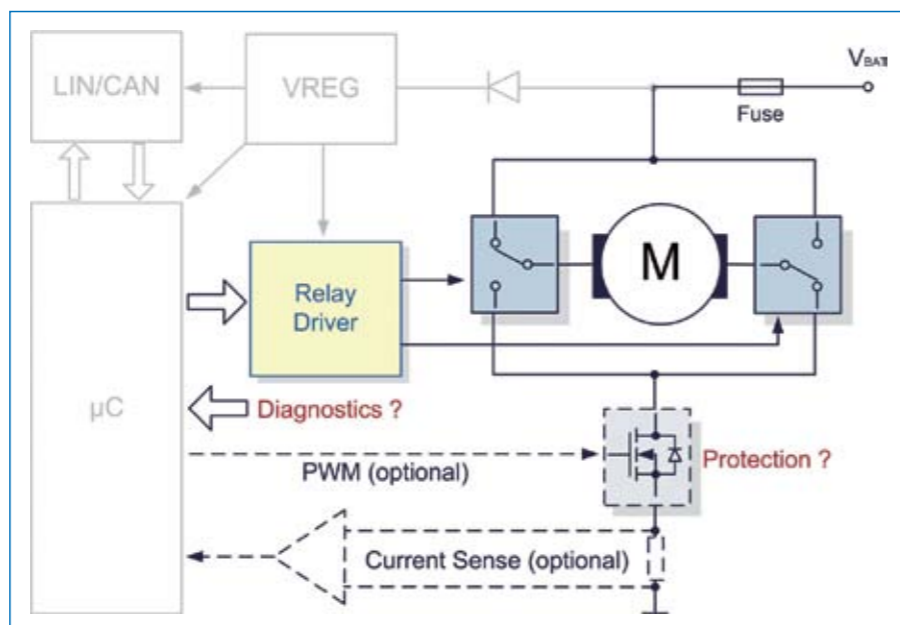 LIN/CAN
VREG
VBAT
Fuse
M
Relay
Driver
µC
Diagnostics ?
PWM (optional)
Protection ?
Current Sense (optional)